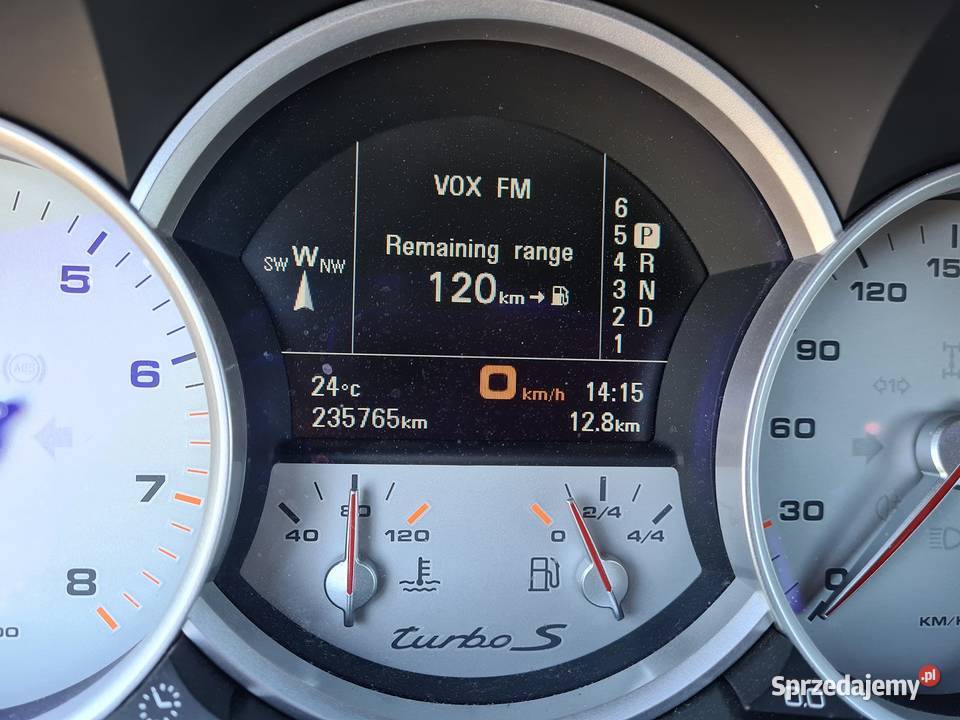 VOX FM
Remaining range
120km
SW W NW
6
5 P
4 R
3 N
2 D
1
24°C
0 km/h
14:15
235765km
12.8km
5
6
7
8
ABS
40
80
120
0
2/4
4/4
turbo S
0
30
60
90
120
Sprzedajemy.pl